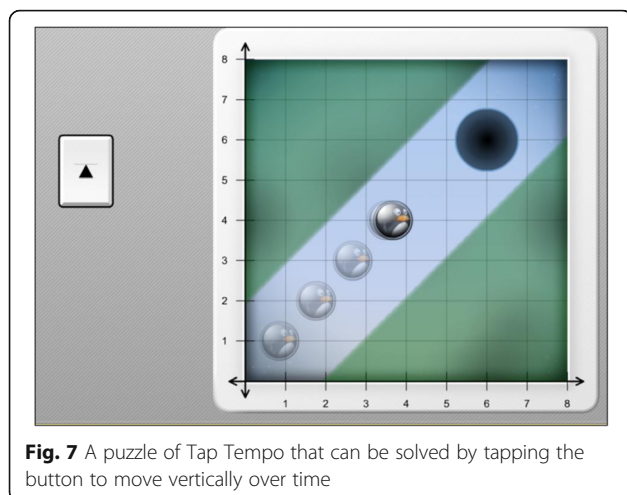 8
7
6
5
4
3
2
1
1 2 3 4 5 6 7 8
Fig. 7 A puzzle of Tap Tempo that can be solved by tapping the
button to move vertically over time